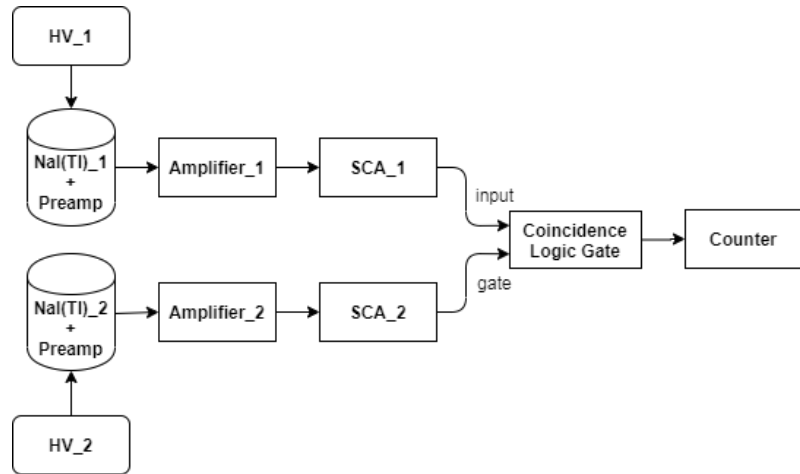 HV_1
NaI(Tl)_1
+
Preamp
Amplifier_1
SCA_1
input
Coincidence
Logic Gate
Counter
NaI(Tl)_2
+
Preamp
Amplifier_2
SCA_2
gate
HV_2